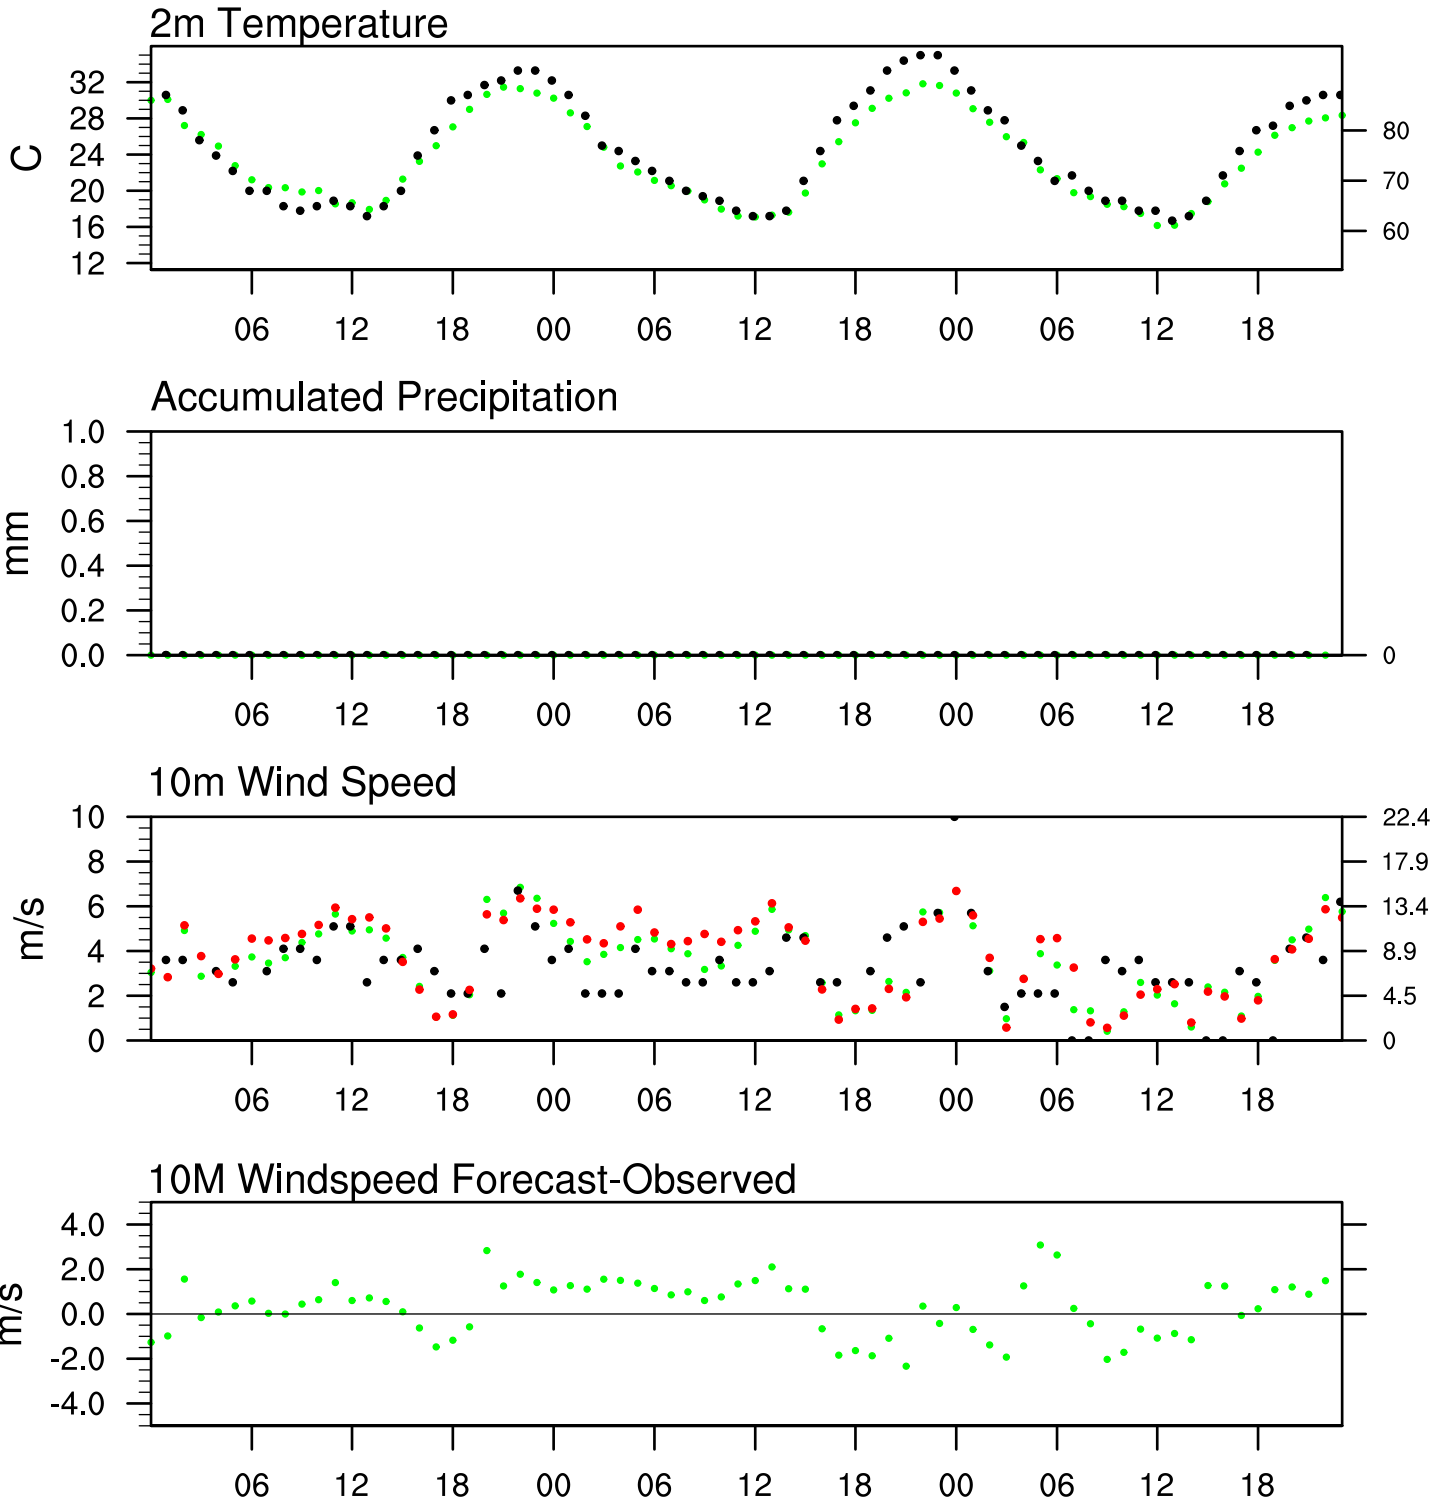 2m Temperature
32
28
24
20
16
12
C
80
70
60
06 12 18 00 06 12 18 00 06 12 18
Accumulated Precipitation
1.0
0.8
0.6
0.4
0.2
0.0
mm
0
06 12 18 00 06 12 18 00 06 12 18
10m Wind Speed
10
8
6
4
2
0
m/s
22.4
17.9
13.4
8.9
4.5
0
06 12 18 00 06 12 18 00 06 12 18
10M Windspeed Forecast-Observed
4.0
2.0
0.0
-2.0
-4.0
m/s
06 12 18 00 06 12 18 00 06 12 18